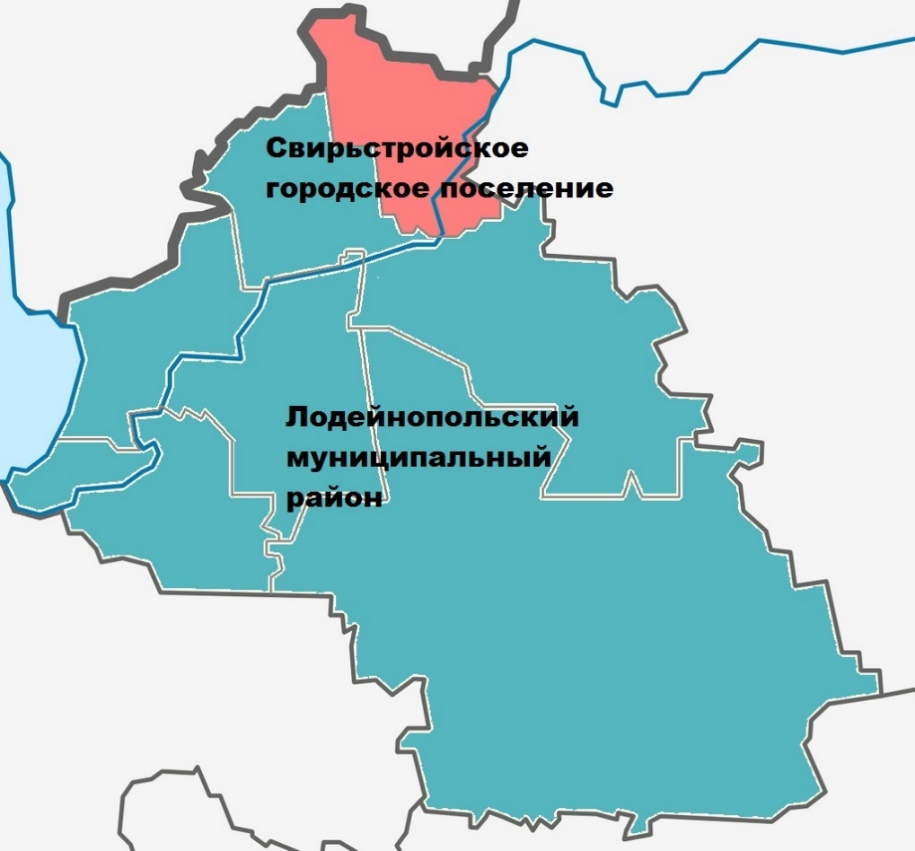 Свирьстройское
городское поселение
Лодейнопольский
муниципальный
район